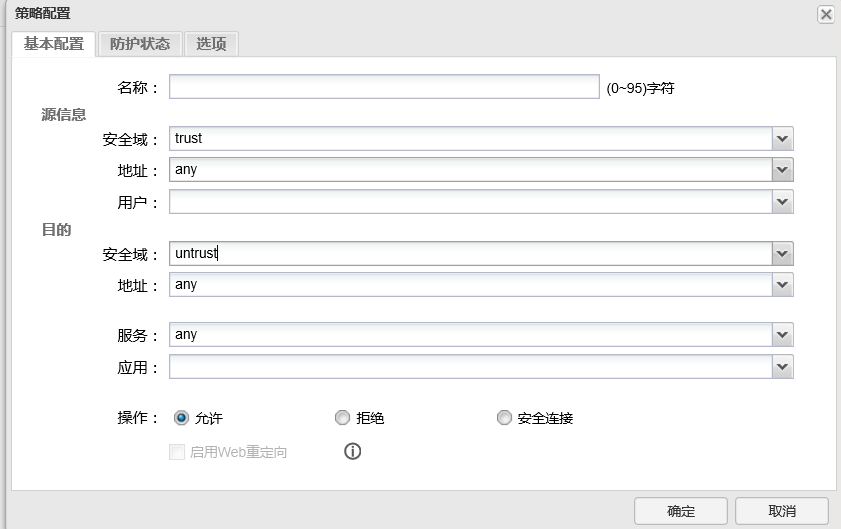 策略配置
基本配置 防护状态 选项
名称： (0~95)字符
源信息
安全域： trust
地址： any
用户：
目的
安全域： untrust
地址： any
服务： any
应用：
操作： 允许 拒绝 安全连接
启用Web重定向
确定 取消